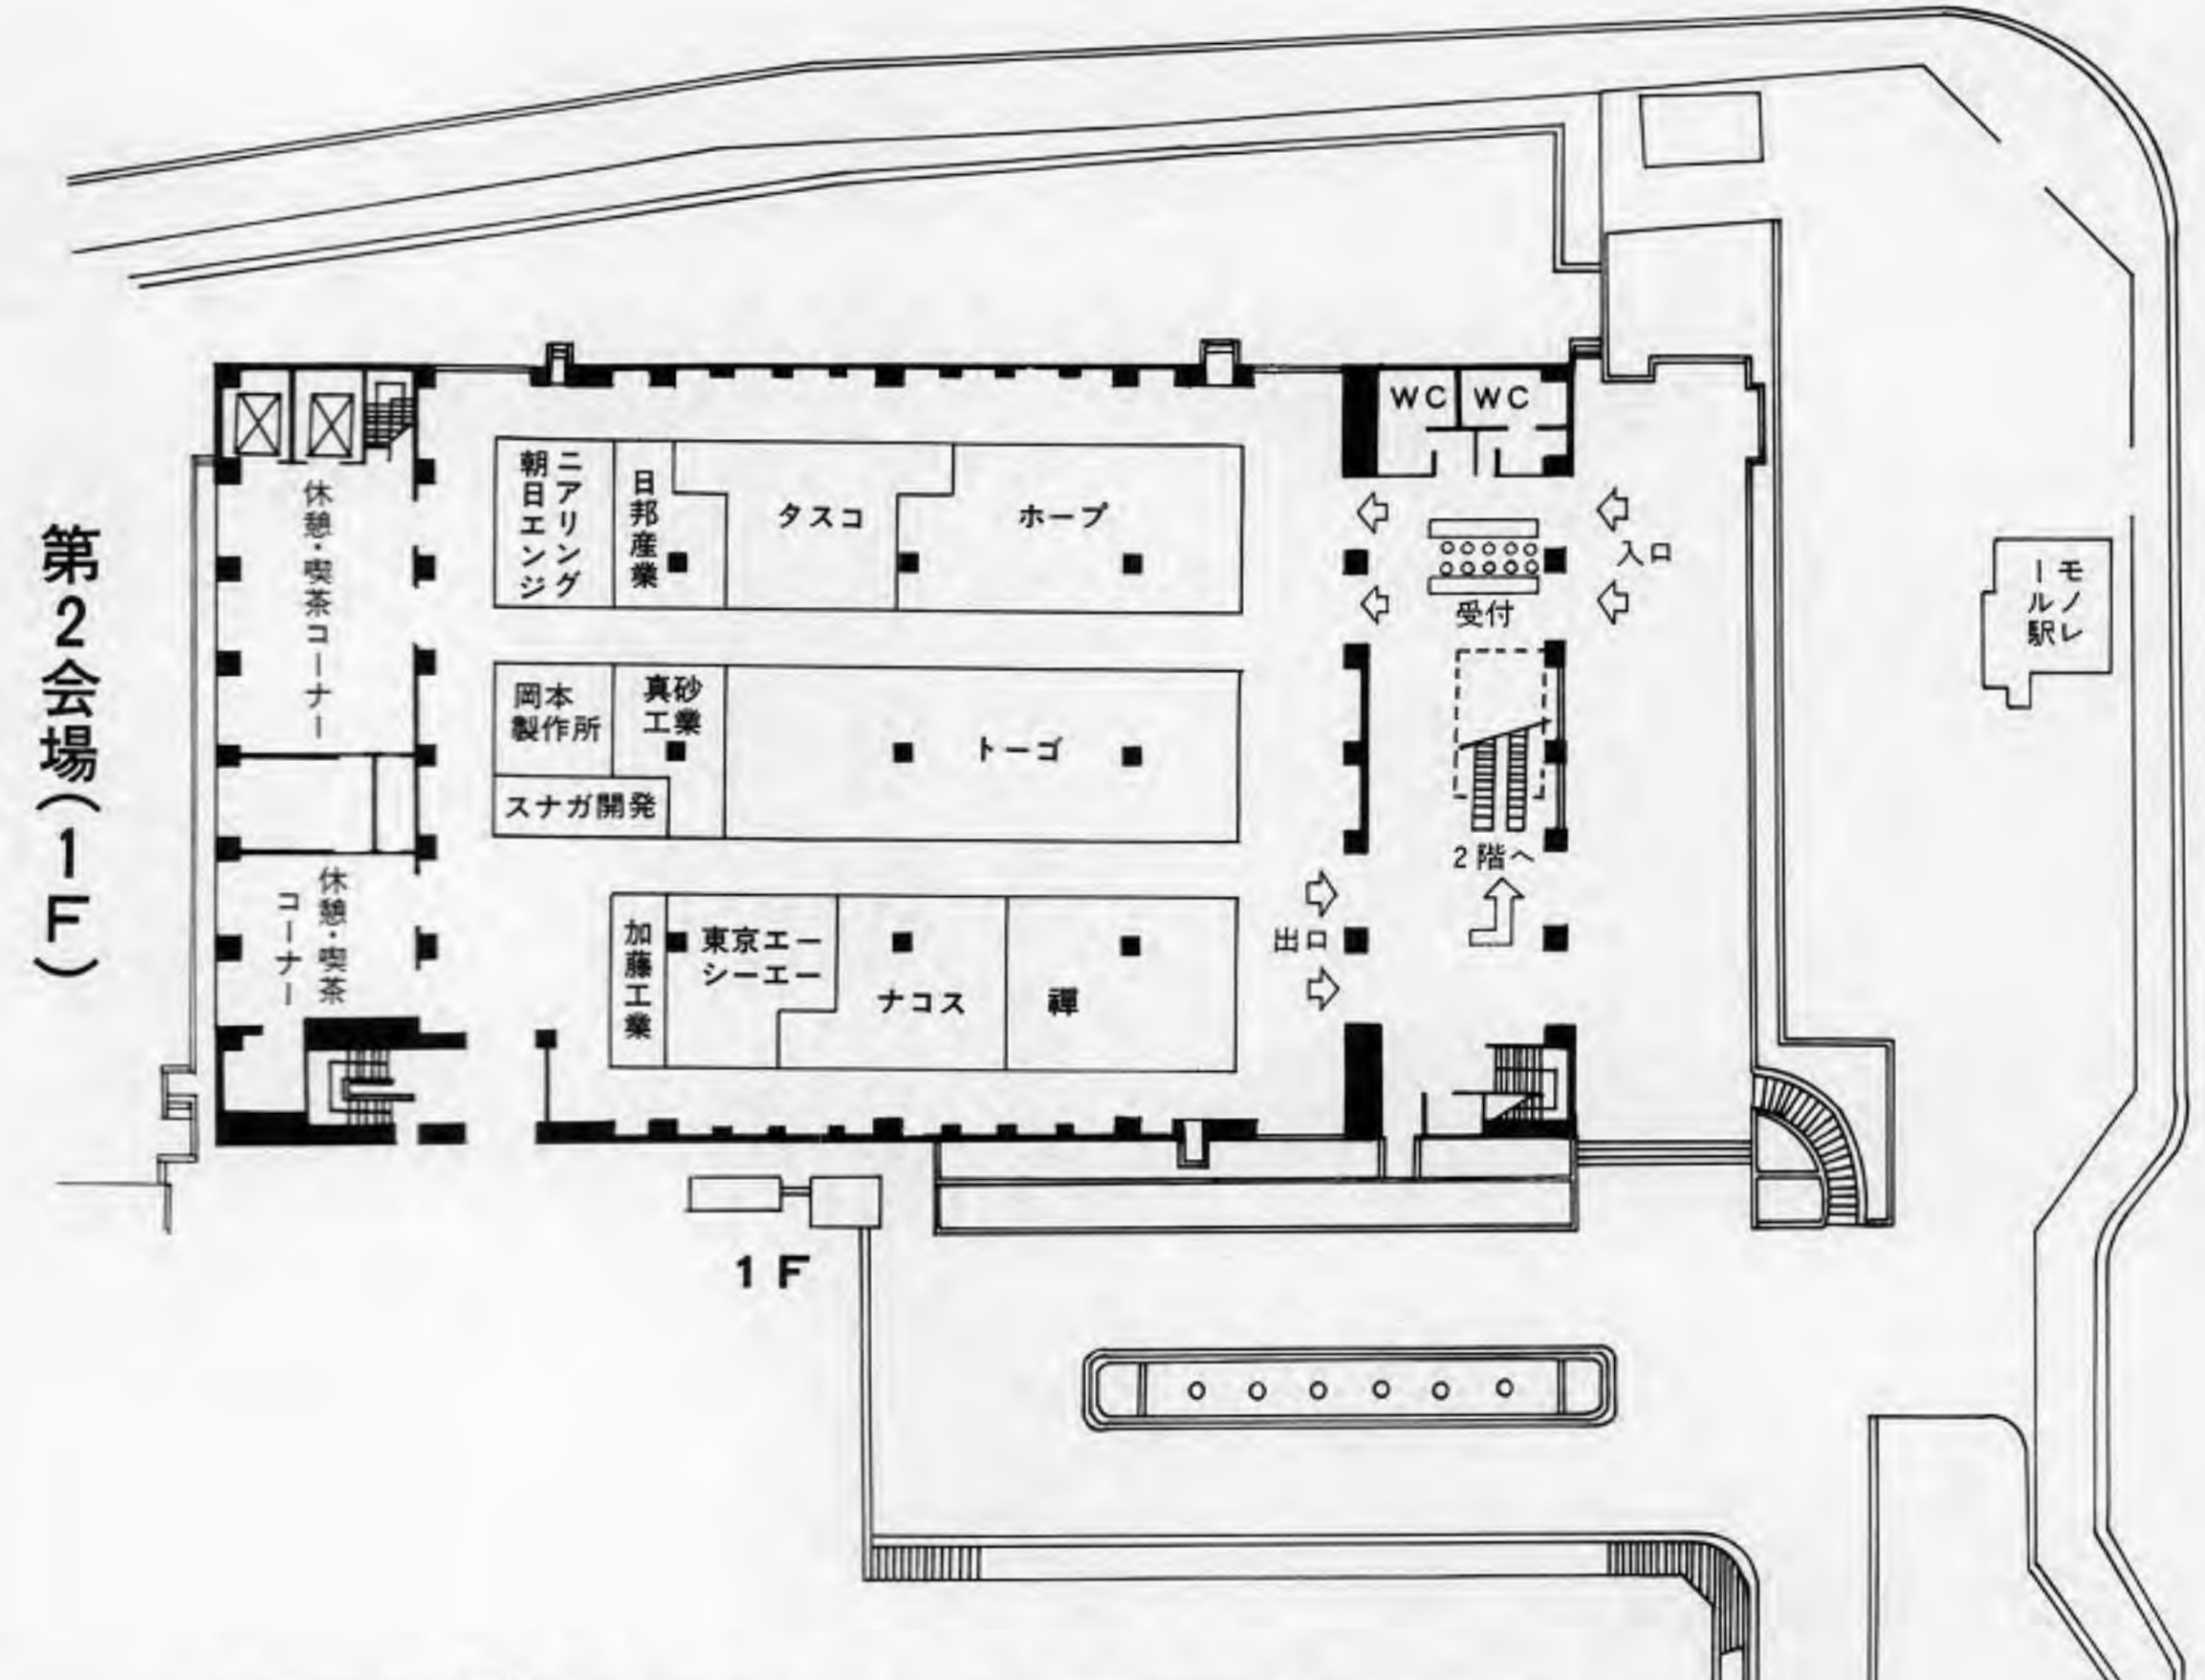 第2会場(1F)
休憩・喫茶コーナー
休憩・喫茶
コーナー
朝日エンジ
ニアリング
日邦産業
タスコ
ホープ
岡本
製作所
真砂
工業
スナガ開発
トーゴ
加藤工業
東京エー
シーエー
ナコス
禪
WC
WC
入口
受付
2階へ
出口
モノレ
ール駅
1F